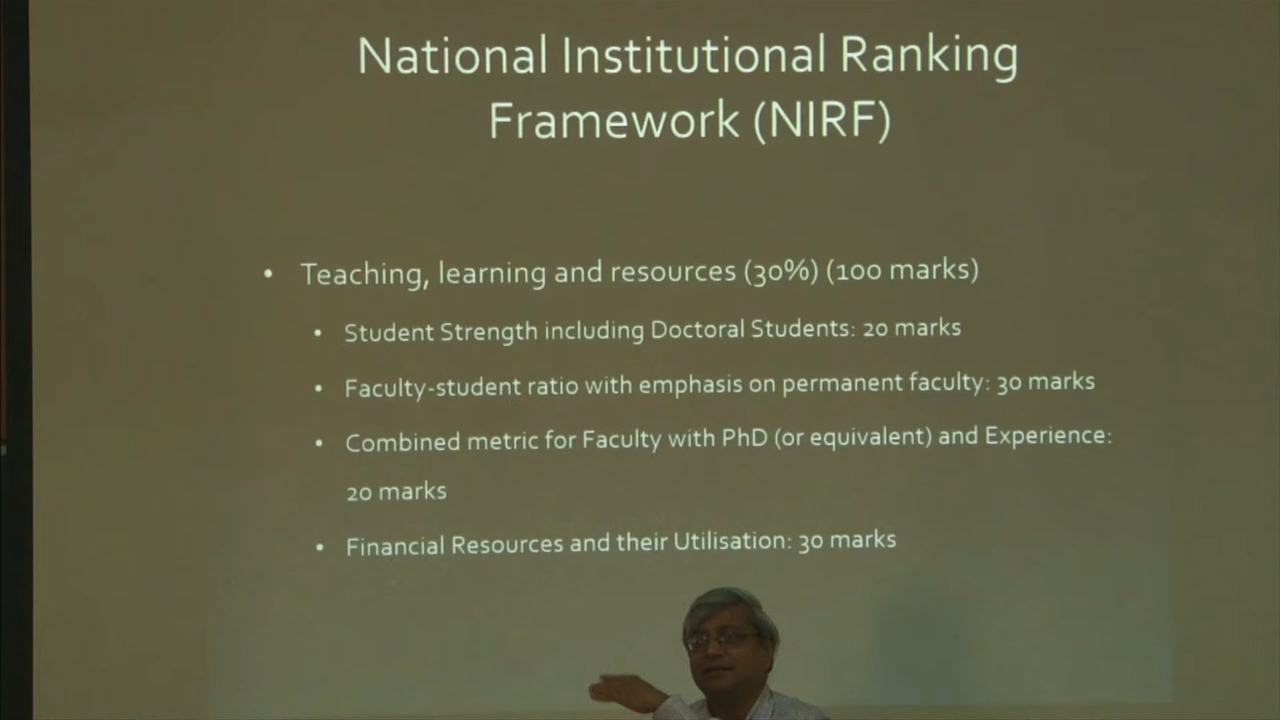 National Institutional Ranking
Framework (NIRF)
• Teaching, learning and resources (30%) (100 marks)
• Student Strength including Doctoral Students: 20 marks
• Faculty-student ratio with emphasis on permanent faculty: 30 marks
• Combined metric for Faculty with PhD (or equivalent) and Experience:
20 marks
• Financial Resources and their Utilisation: 30 marks